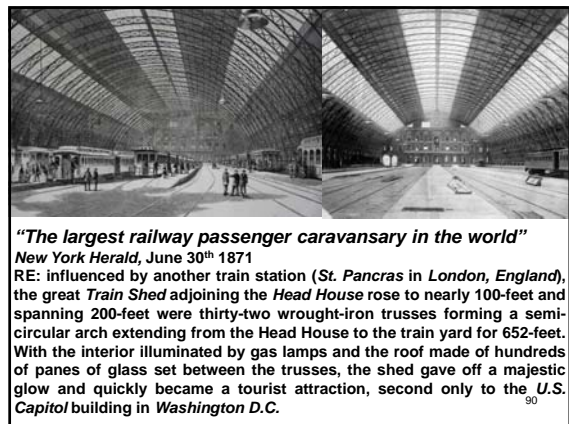 “The largest railway passenger caravansary in the world”
New York Herald, June 30th 1871
RE: influenced by another train station (St. Pancras in London, England),
the great Train Shed adjoining the Head House rose to nearly 100-feet and
spanning 200-feet were thirty-two wrought-iron trusses forming a semi-
circular arch extending from the Head House to the train yard for 652-feet.
With the interior illuminated by gas lamps and the roof made of hundreds
of panes of glass set between the trusses, the shed gave off a majestic
glow and quickly became a tourist attraction, second only to the U.S.
Capitol building in Washington D.C.
90